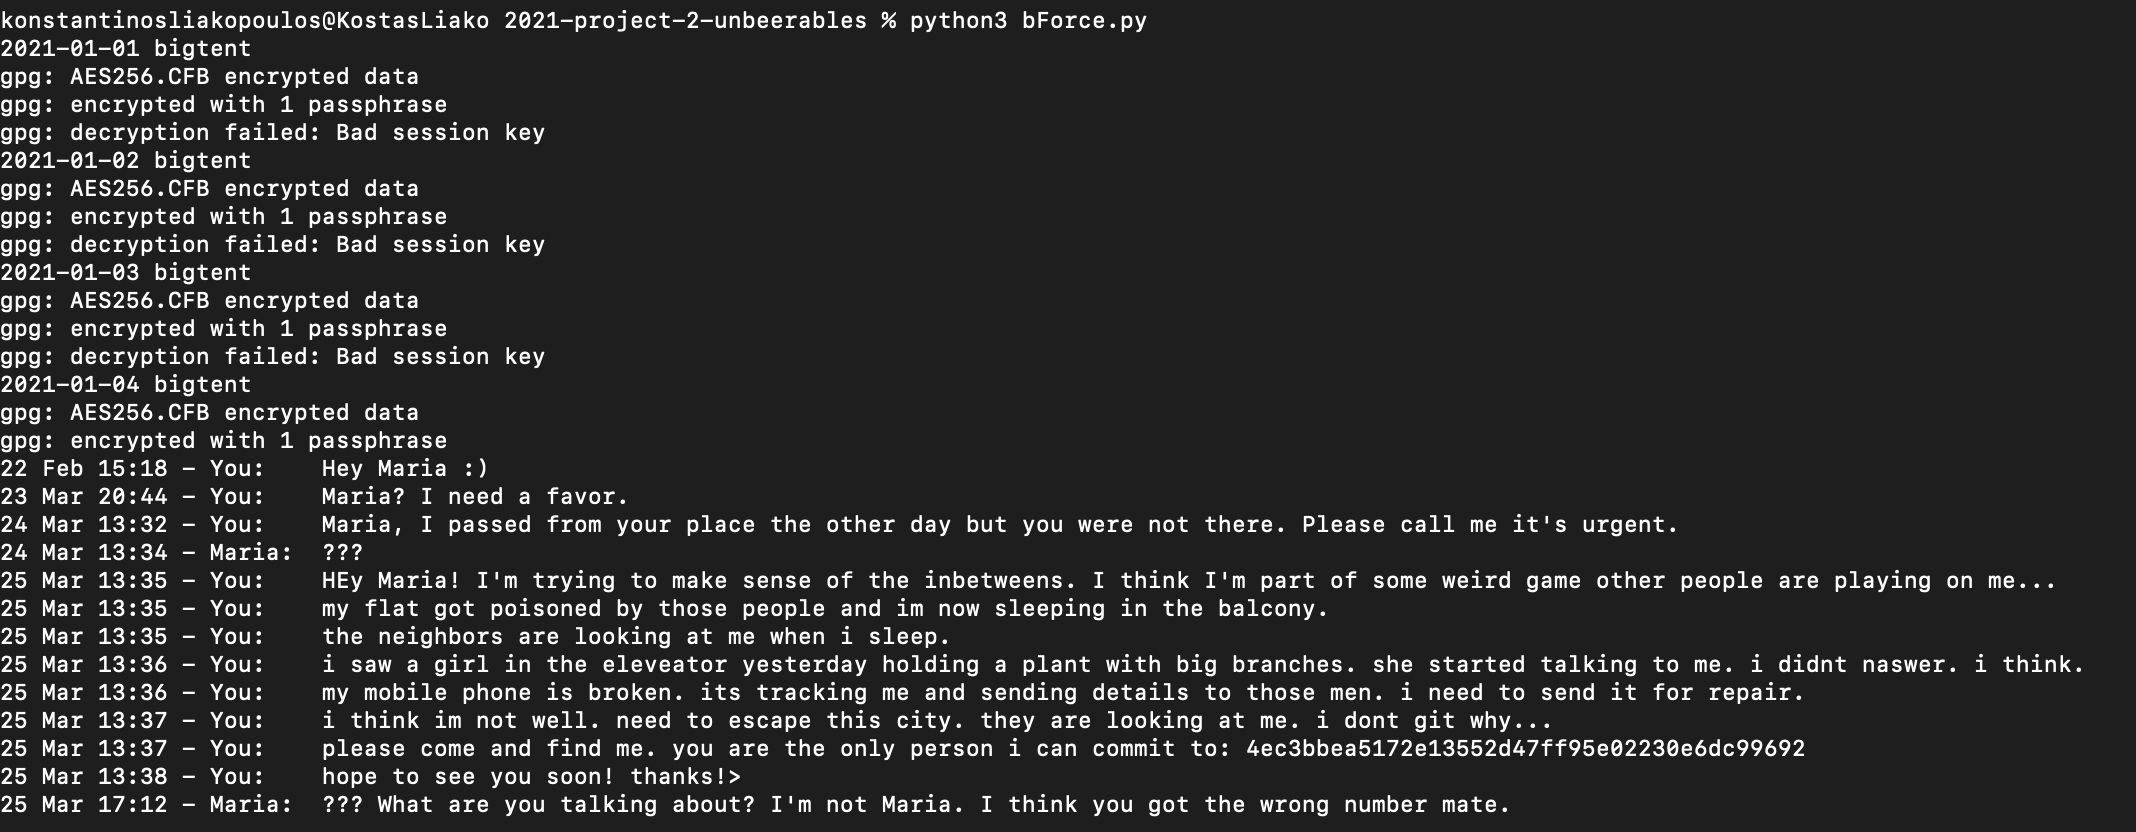 konstantinosliakopoulos@KostasLiako 2021-project-2-unbeerables % python3 bForce.py
2021-01-01 bigtent
gpg: AES256.CFB encrypted data
gpg: encrypted with 1 passphrase
gpg: decryption failed: Bad session key
2021-01-02 bigtent
gpg: AES256.CFB encrypted data
gpg: encrypted with 1 passphrase
gpg: decryption failed: Bad session key
2021-01-03 bigtent
gpg: AES256.CFB encrypted data
gpg: encrypted with 1 passphrase
gpg: decryption failed: Bad session key
2021-01-04 bigtent
gpg: AES256.CFB encrypted data
gpg: encrypted with 1 passphrase
22 Feb 15:18 - You:    Hey Maria :)
23 Mar 20:44 - You:    Maria? I need a favor.
24 Mar 13:32 - You:    Maria, I passed from your place the other day but you were not there. Please call me it's urgent.
24 Mar 13:34 - Maria:  ???
25 Mar 13:35 - You:    HEy Maria! I'm trying to make sense of the inbetweens. I think I'm part of some weird game other people are playing on me...
25 Mar 13:35 - You:    my flat got poisoned by those people and im now sleeping in the balcony.
25 Mar 13:35 - You:    the neighbors are looking at me when i sleep.
25 Mar 13:36 - You:    i saw a girl in the eleveator yesterday holding a plant with big branches. she started talking to me. i didnt naswer. i think.
25 Mar 13:36 - You:    my mobile phone is broken. its tracking me and sending details to those men. i need to send it for repair.
25 Mar 13:37 - You:    i think im not well. need to escape this city. they are looking at me. i dont git why...
25 Mar 13:37 - You:    please come and find me. you are the only person i can commit to: 4ec3bbea5172e13552d47ff95e02230e6dc99692
25 Mar 13:38 - You:    hope to see you soon! thanks!>
25 Mar 17:12 - Maria:  ??? What are you talking about? I'm not Maria. I think you got the wrong number mate.